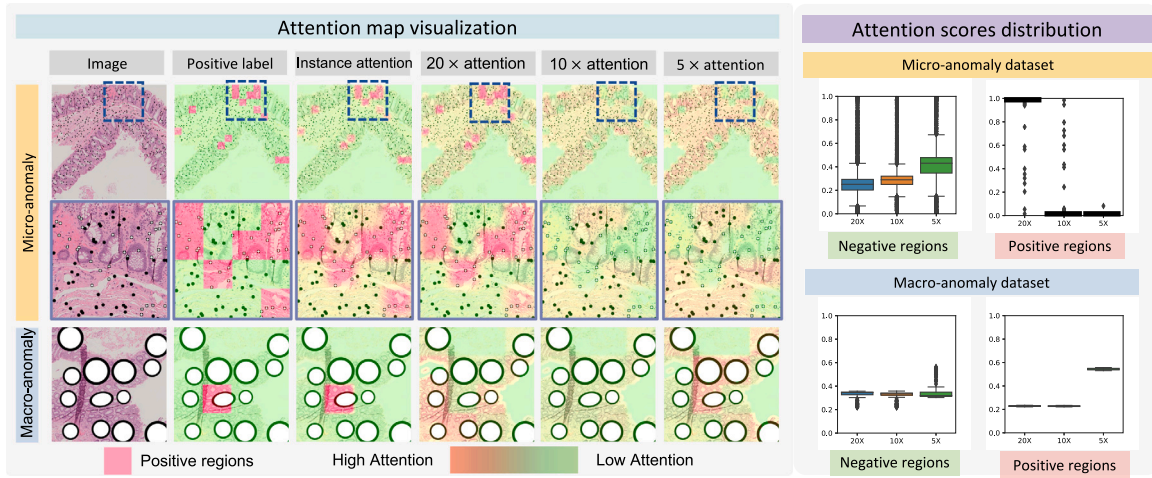 Attention map visualization
Image
Positive label
Instance attention
20 × attention
10 × attention
5 × attention
Micro-anomaly
Macro-anomaly
Positive regions
High Attention
Low Attention
Attention scores distribution
Micro-anomaly dataset
1.0
0.8
0.6
0.4
0.2
0.0
20X
10X
5X
Negative regions
1.0
0.8
0.6
0.4
0.2
0.0
20X
10X
5X
Positive regions
Macro-anomaly dataset
1.0
0.8
0.6
0.4
0.2
0.0
20X
10X
5X
Negative regions
1.0
0.8
0.6
0.4
0.2
0.0
20X
10X
5X
Positive regions